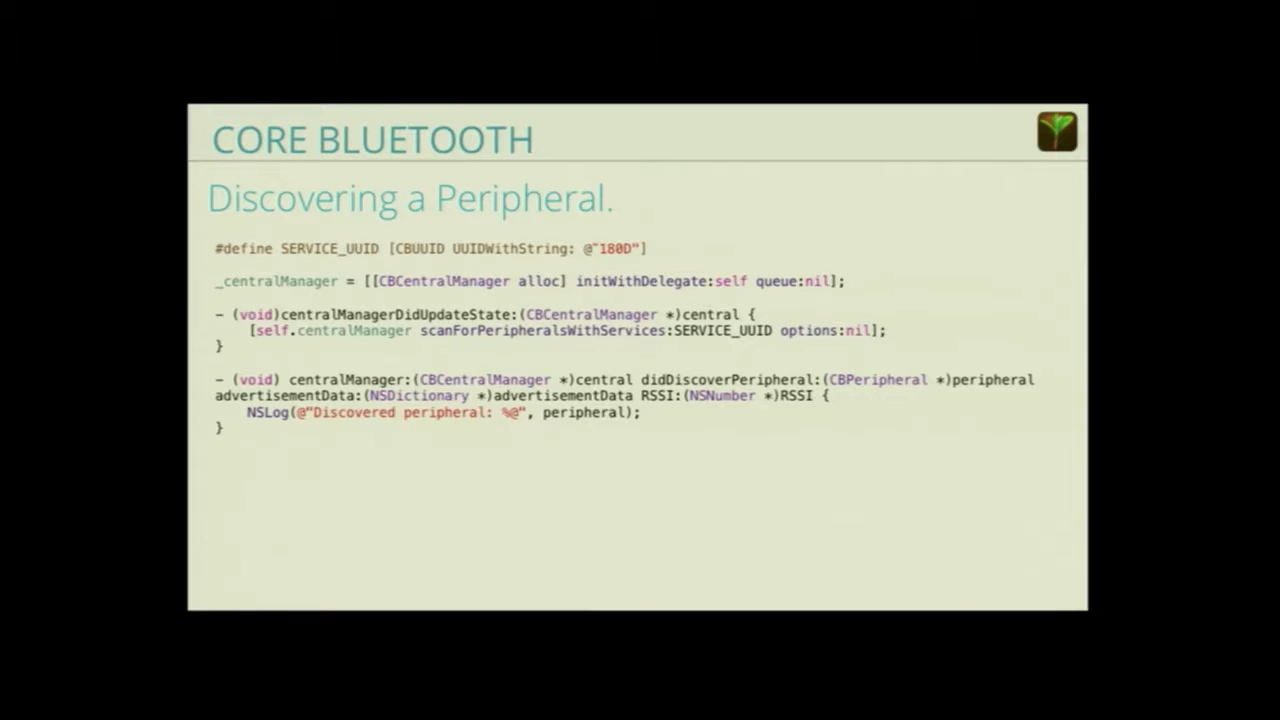 CORE BLUETOOTH
Discovering a Peripheral.
#define SERVICE_UUID [CBUUID UUIDWithString: @"180D"]
_centralManager = [[CBCentralManager alloc] initWithDelegate:self queue:nil];
- (void)centralManagerDidUpdateState:(CBCentralManager *)central {
[self.centralManager scanForPeripheralsWithServices:SERVICE_UUID options:nil];
}
- (void) centralManager:(CBCentralManager *)central didDiscoverPeripheral:(CBPeripheral *)peripheral
advertisementData:(NSDictionary *)advertisementData RSSI:(NSNumber *)RSSI {
NSLog(@"Discovered peripheral: %@", peripheral);
}